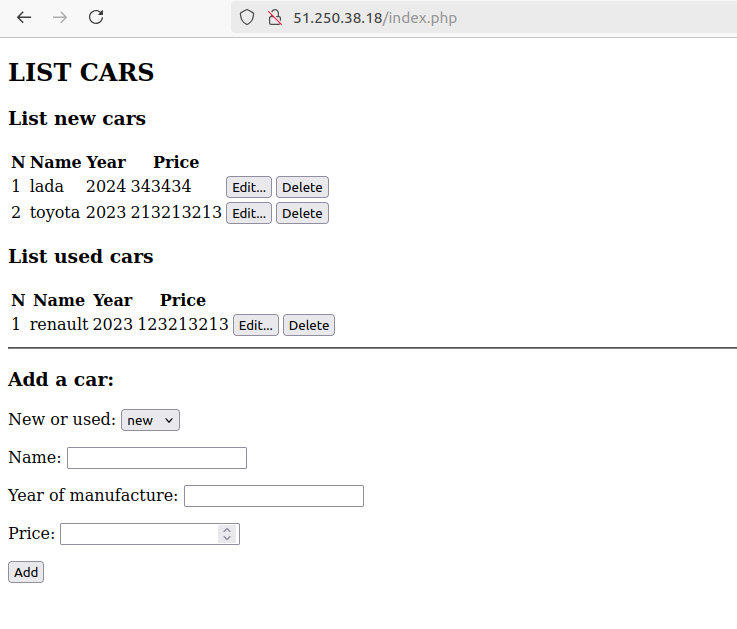 51.250.38.18/index.php
LIST CARS
List new cars
N Name Year Price
1 lada 2024 343434 Edit... Delete
2 toyota 2023 213213213 Edit... Delete
List used cars
N Name Year Price
1 renault 2023 123213213 Edit... Delete
Add a car:
New or used: new
Name:
Year of manufacture:
Price:
Add